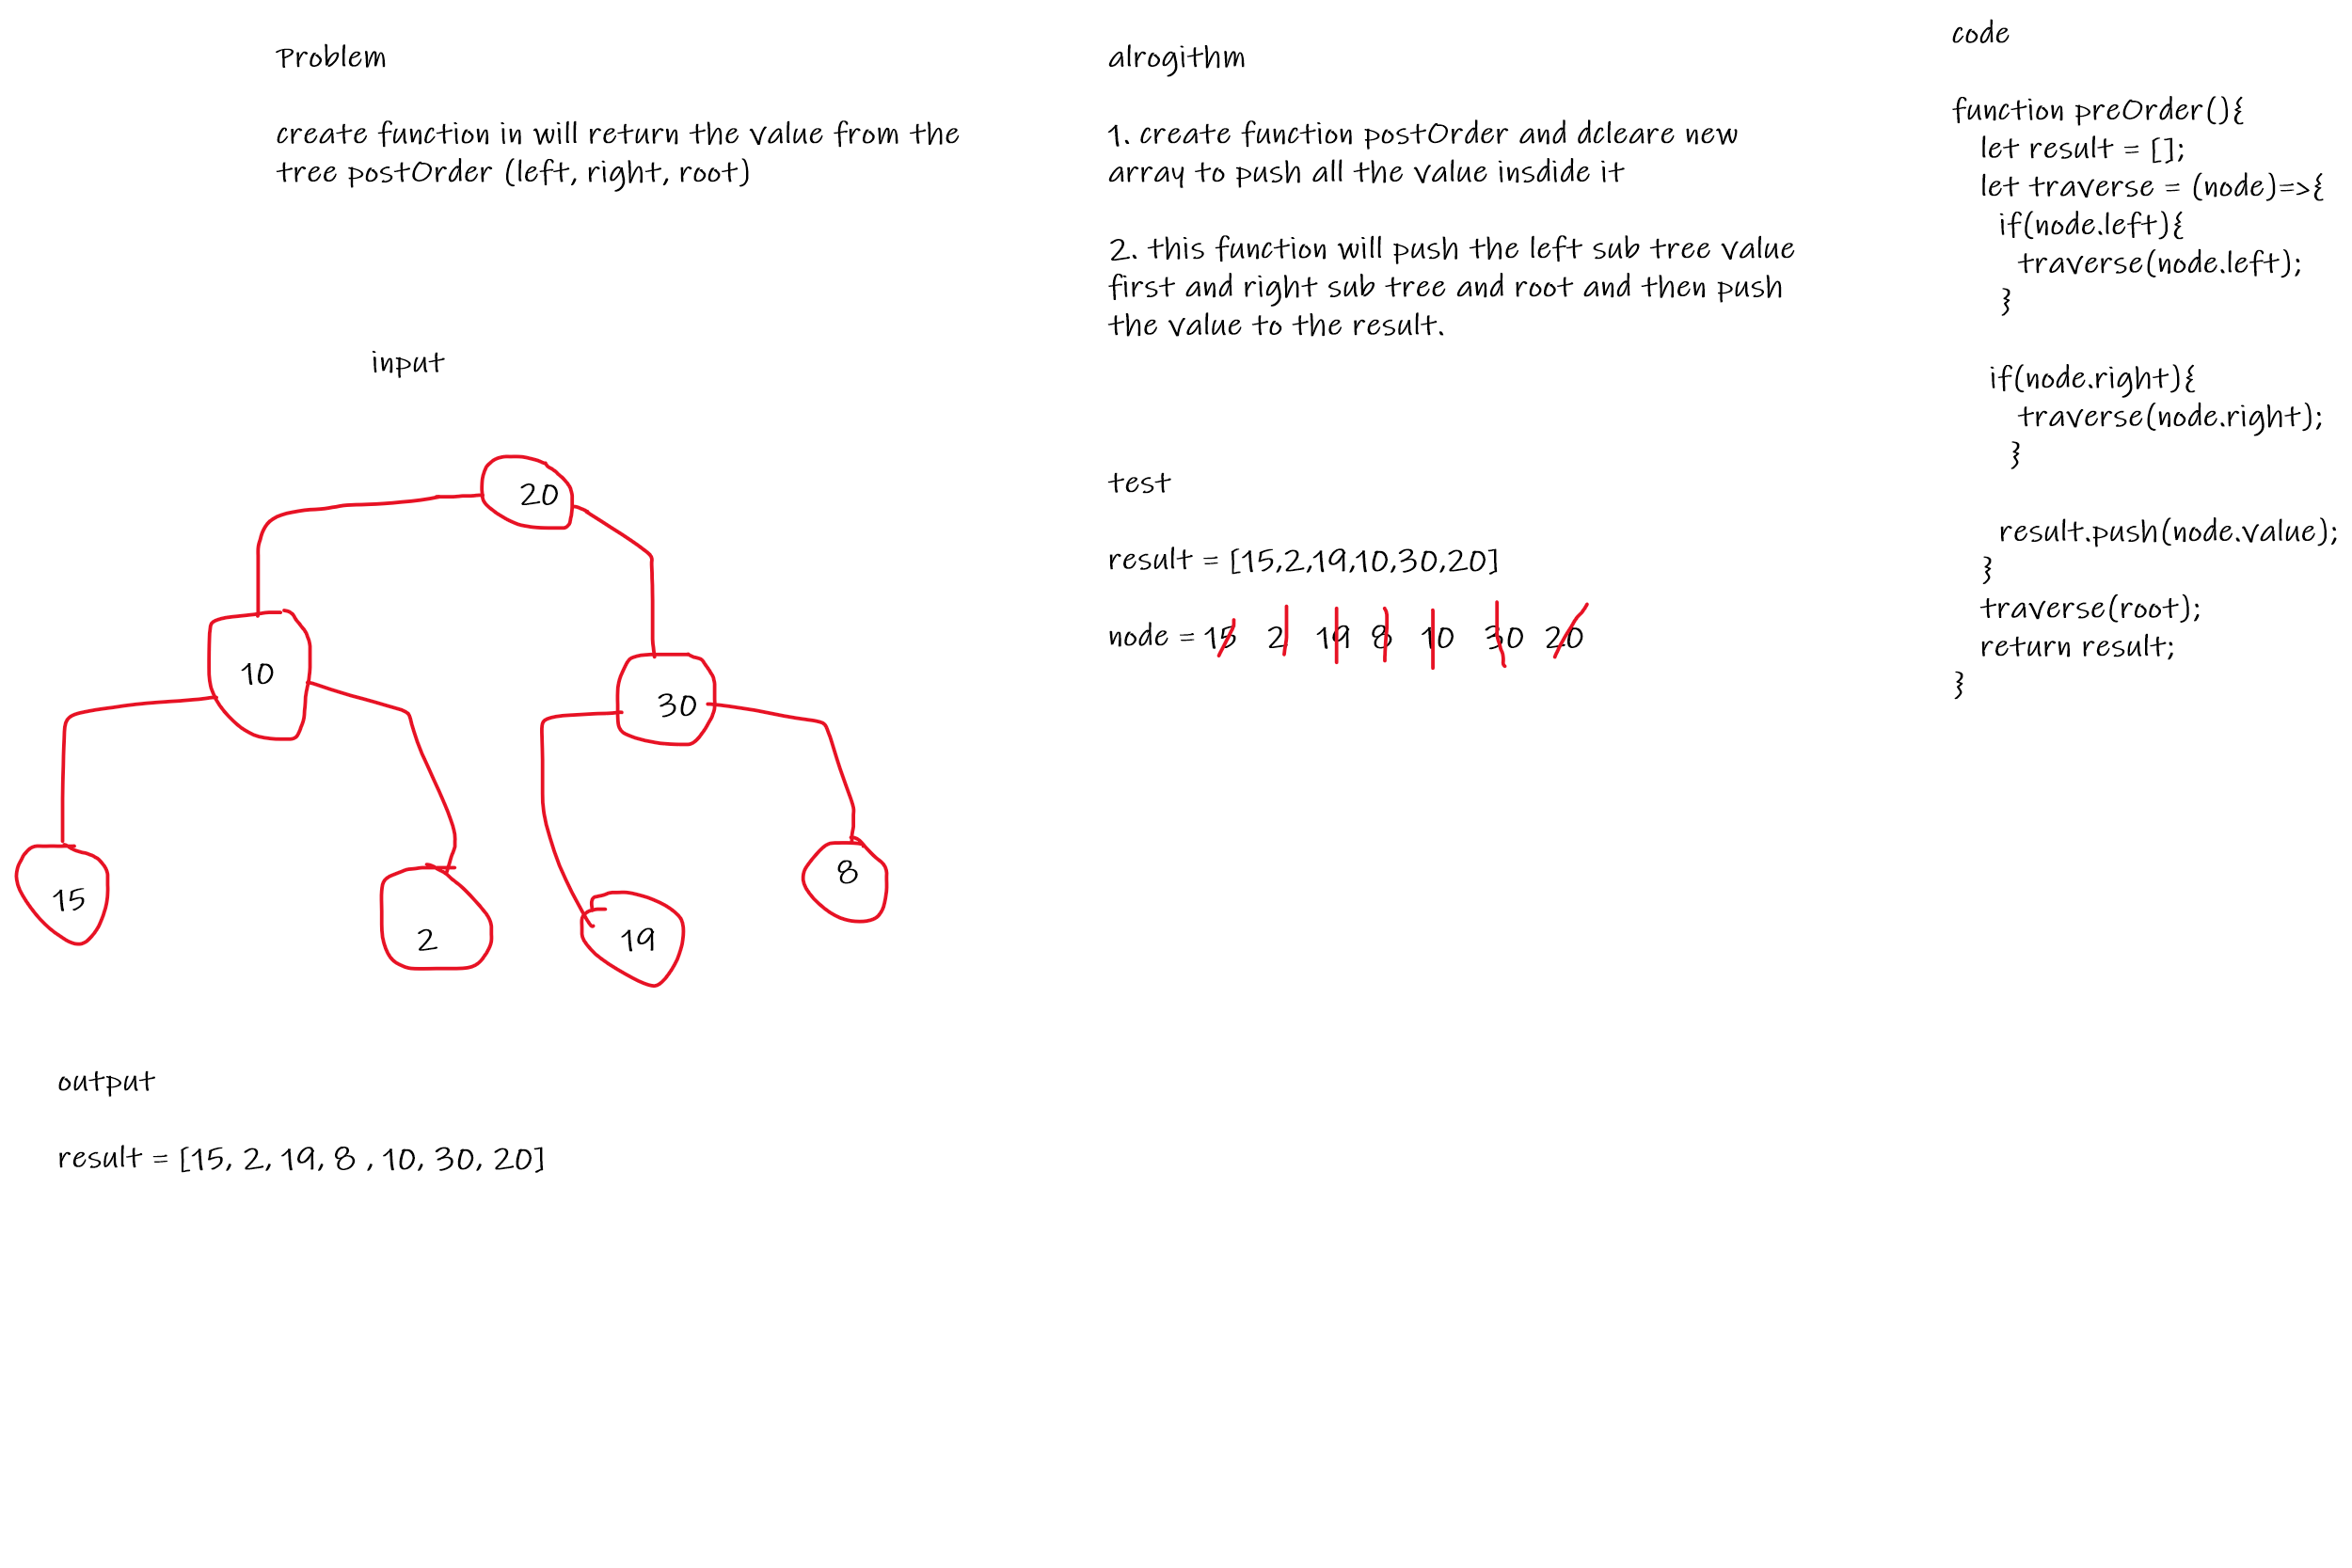 Problem
create function in will return the value from the
tree postOrder (left, right, root)
input
20
10
30
15
2
19
8
output
result = [15, 2, 19, 8 , 10, 30, 20]
alrogithm
1. create function postOrder and dcleare new
array to push all the value insdide it
2. this function will push the left sub tree value
first and right sub tree and root and then push
the value to the result.
test
result = [15,2,19,10,30,20]
node = 15 2 19 8 10 30 20
code
function preOrder(){
let result = [];
let traverse = (node)=>{
if(node.left){
traverse(node.left);
}
if(node.right){
traverse(node.right);
}
result.push(node.value);
}
traverse(root);
return result;
}